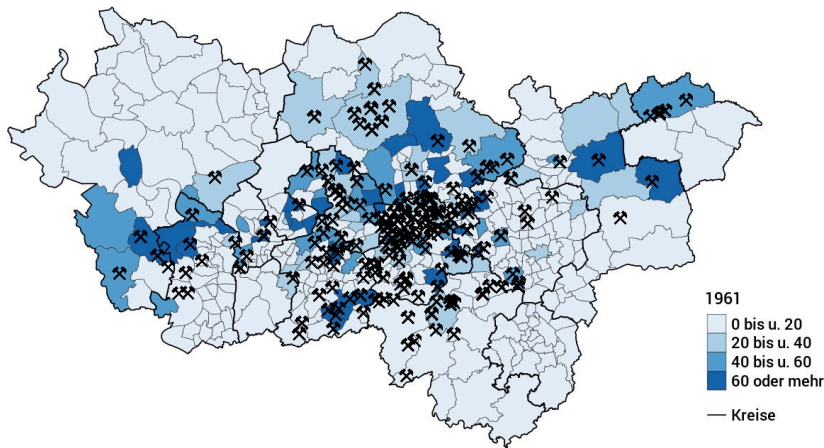 1961
0 bis u. 20
20 bis u. 40
40 bis u. 60
60 oder mehr
Kreise